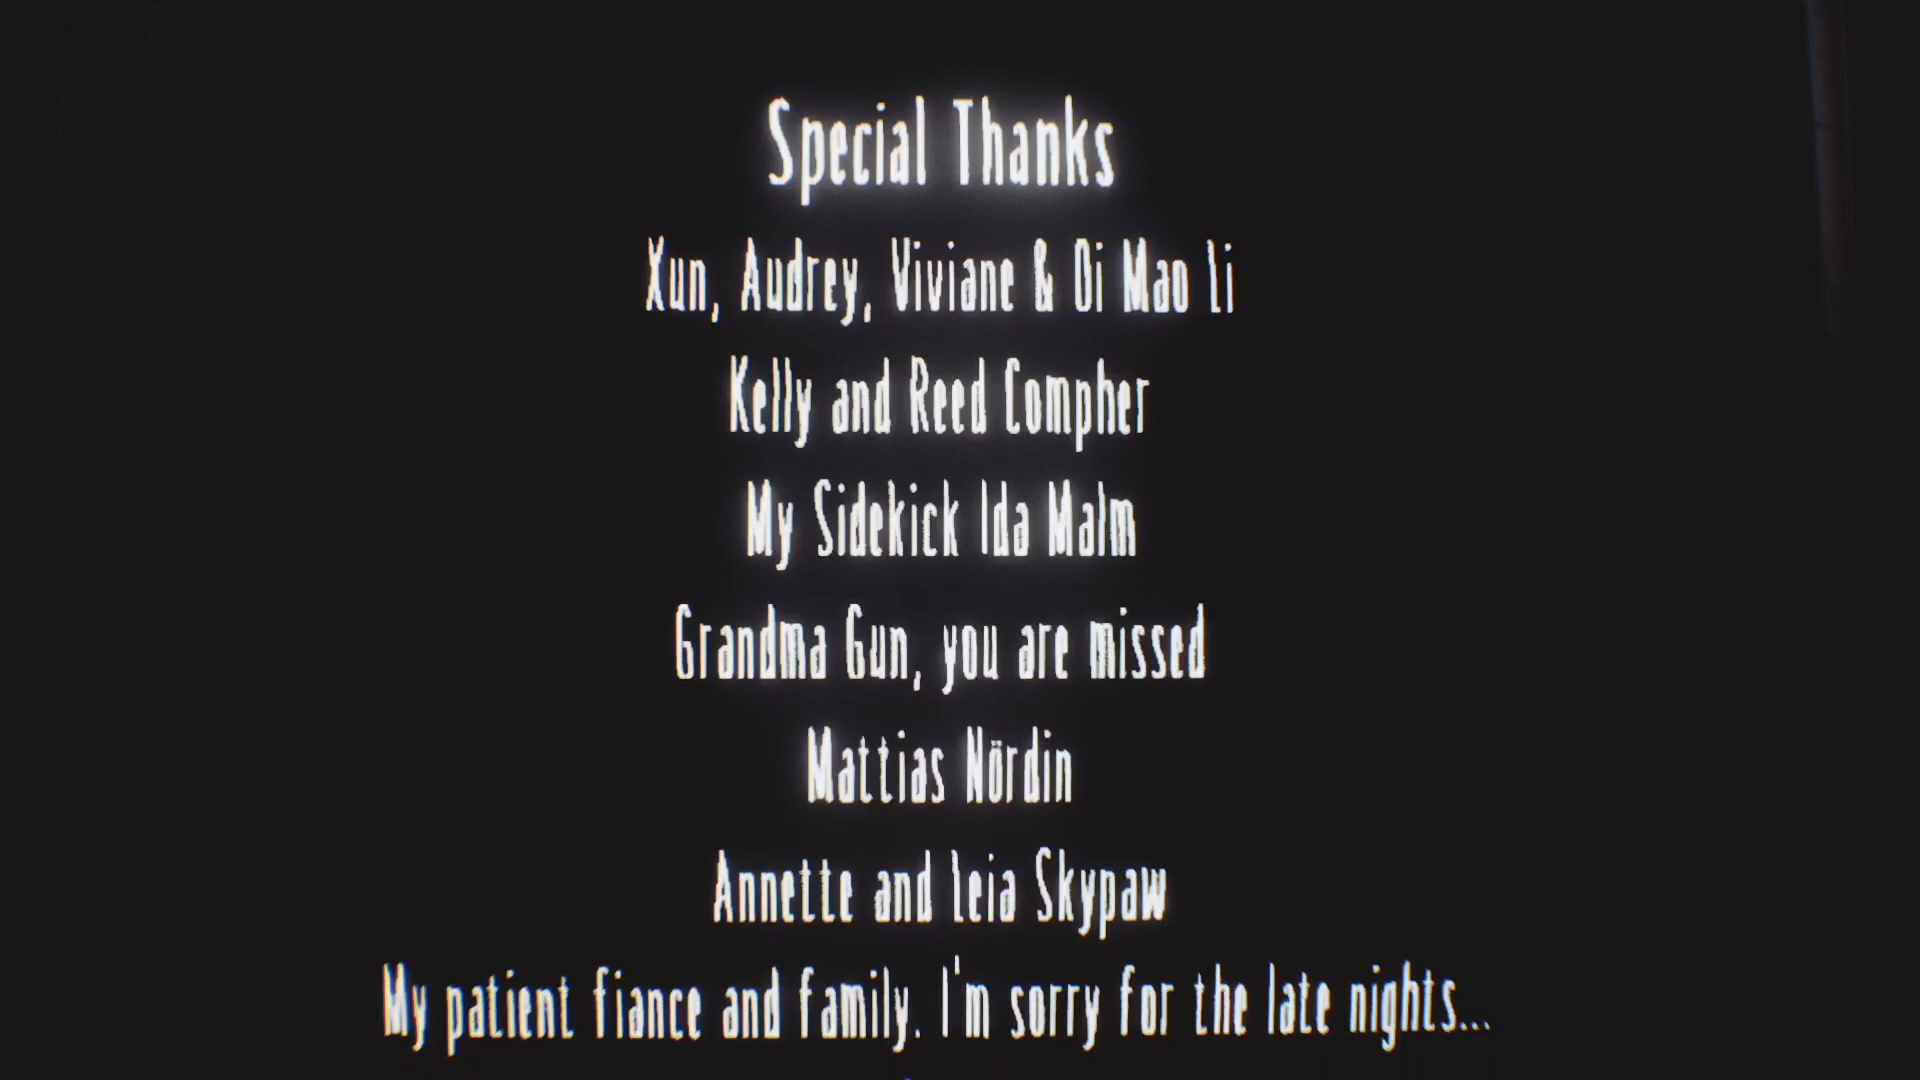 Special Thanks
Xun, Audrey, Viviane & Oi Mao Li
Kelly and Reed Compher
My Sidekick Ida Malm
Grandma Gun, you are missed
Mattias Nördin
Annette and Leia Skypaw
My patient fiance and family. I'm sorry for the late nights...